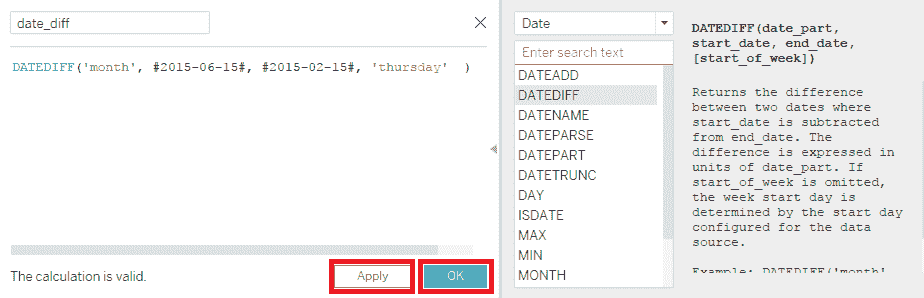 date_diff
DATEDIFF('month', #2015-06-15#, #2015-02-15#, 'thursday'  )
The calculation is valid.
Apply
OK
Date
Enter search text
DATEADD
DATEDIFF
DATENAME
DATEPARSE
DATEPART
DATETRUNC
DAY
ISDATE
MAX
MIN
MONTH
DATEDIFF(date_part,
start_date, end_date,
[start_of_week])
Returns the difference
between two dates where
start_date is subtracted
from end_date. The
difference is expressed in
units of date_part. If
start_of_week is omitted,
the week start day is
determined by the start day
configured for the data
source.
Example: DATEDIFF('month'